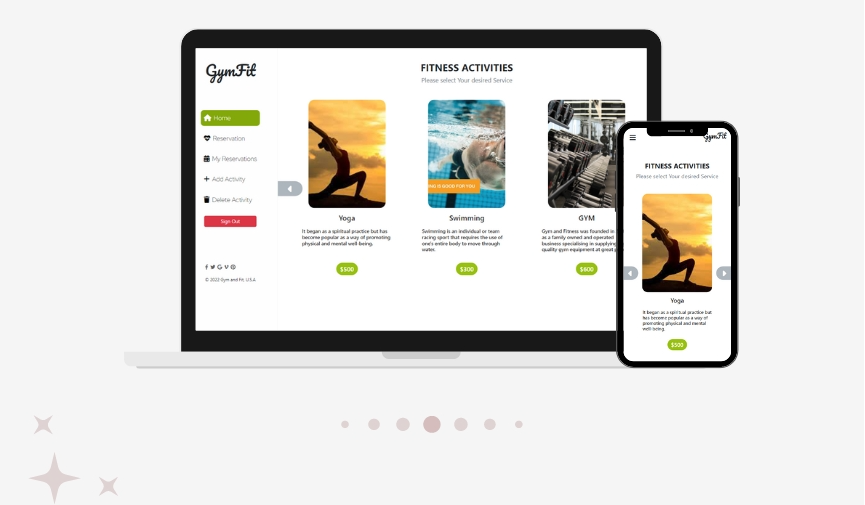 GymFit
Home
Reservation
My Reservations
Add Activity
Delete Activity
Sign Out
© 2022 Gym and Fit, U.S.A
FITNESS ACTIVITIES
Please select Your desired Service
NG IS GOOD FOR YOU
Yoga
It began as a spiritual practice but has
become popular as a way of promoting
physical and mental well-being.
$500
Swimming
Swimming is an individual or team
racing sport that requires the use of
one's entire body to move through
water.
$300
GYM
Gym and Fitness was founded in
as a family owned and operated
business specialising in supplying
quality gym equipment at great
$600
GymFit
FITNESS ACTIVITIES
Please select Your desired Service
Yoga
It began as a spiritual practice but
has become popular as a way of
promoting physical and mental
well-being.
$500